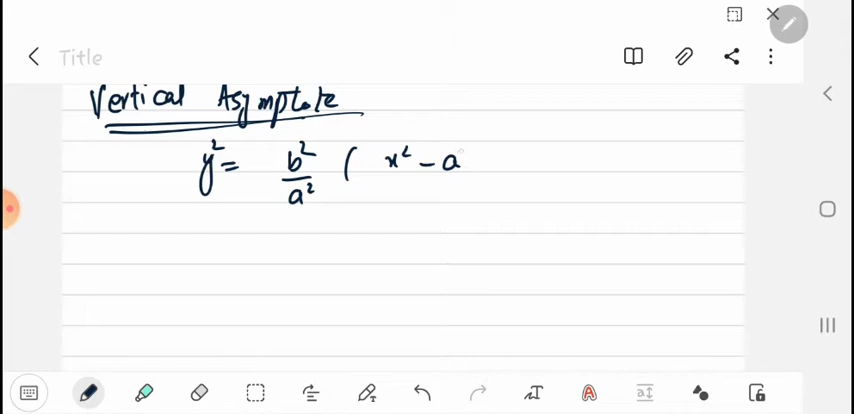 Title
Vertical Asymptote
y² = b²/a² ( x² - a